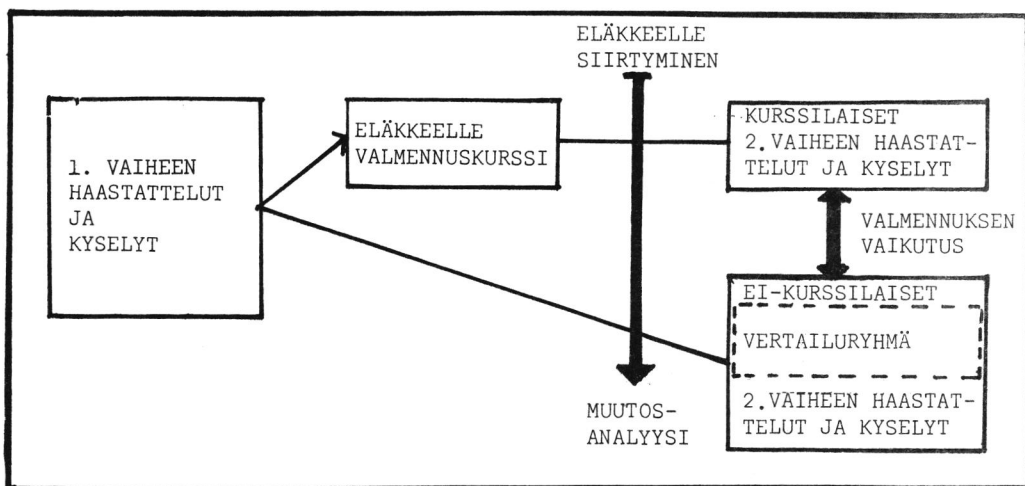 1. VAIHEEN
HAASTATTELUT
JA
KYSELYT
ELÄKKEELLE
VALMENNUSKURSSI
ELÄKKEELLE
SIIRTYMINEN
MUUTOS-
ANALYYSI
KURSSILAISET
2.VAIHEEN HAASTAT-
TELUT JA KYSELYT
VALMENNUKSEN
VAIKUTUS
EI-KURSSILAISET
VERTAILURYHMÄ
2.VAIHEEN HAASTAT-
TELUT JA KYSELYT